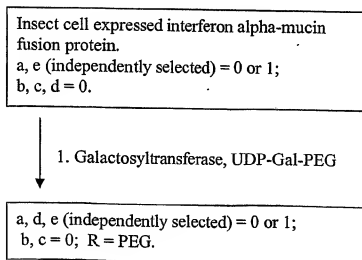 Insect cell expressed interferon alpha-mucin
fusion protein.
a, e (independently selected) = 0 or 1;
b, c, d = 0.
1. Galactosyltransferase, UDP-Gal-PEG
a, d, e (independently selected) = 0 or 1;
b, c = 0; R = PEG.